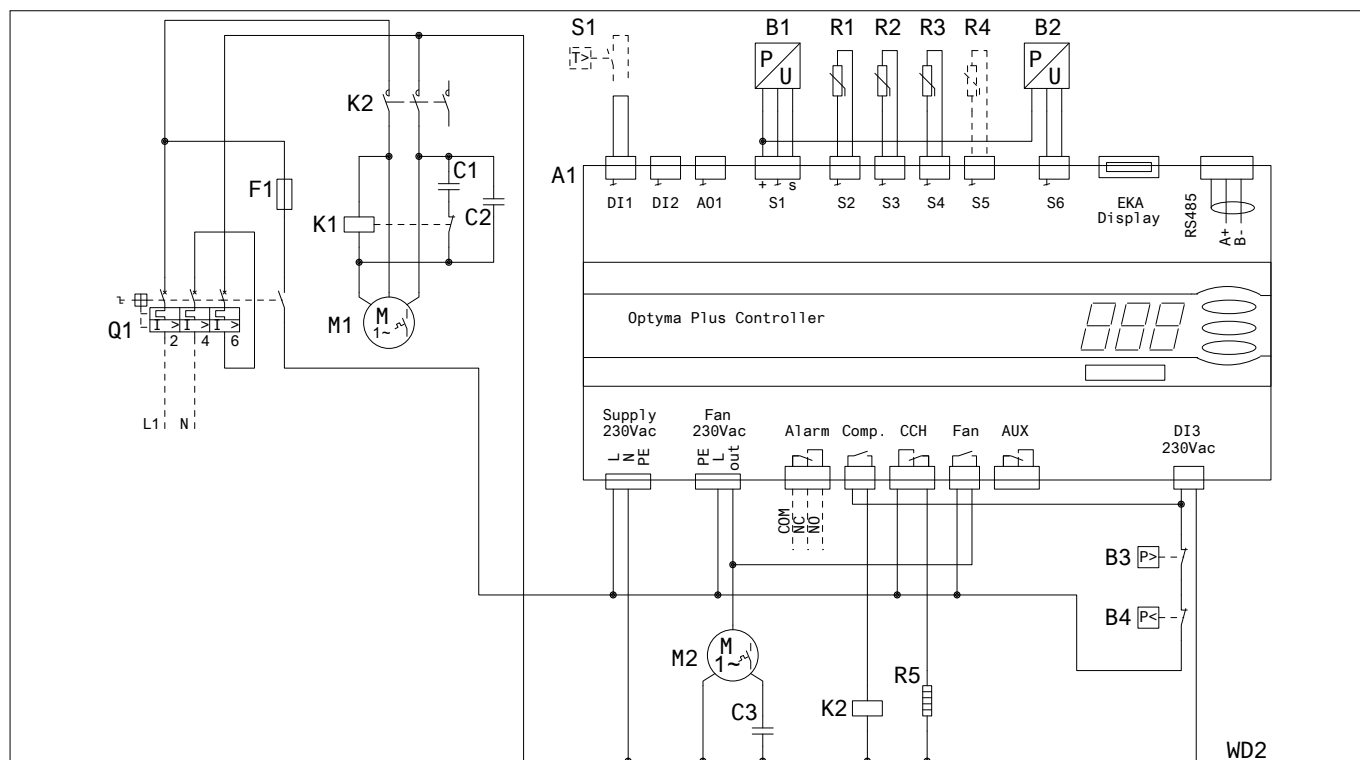 S1 B1 R1 R2 R3 R4 B2
T> P U P U
K2
A1
C1
F1
K1 C2
+ s
DI1 DI2 AO1 S1 S2 S3 S4 S5 S6 EKA Display RS485 A+ B-
M1 M 1~
Q1 I > I > I >
2 4 6
Optyma Plus Controller
L1 N
Supply 230Vac
Fan 230Vac
Alarm Comp. CCH Fan AUX
DI3 230Vac
L N PE
PE L out
COM NC NO
B3 P>
B4 P<
M2 M 1~
R5
C3 K2
WD2